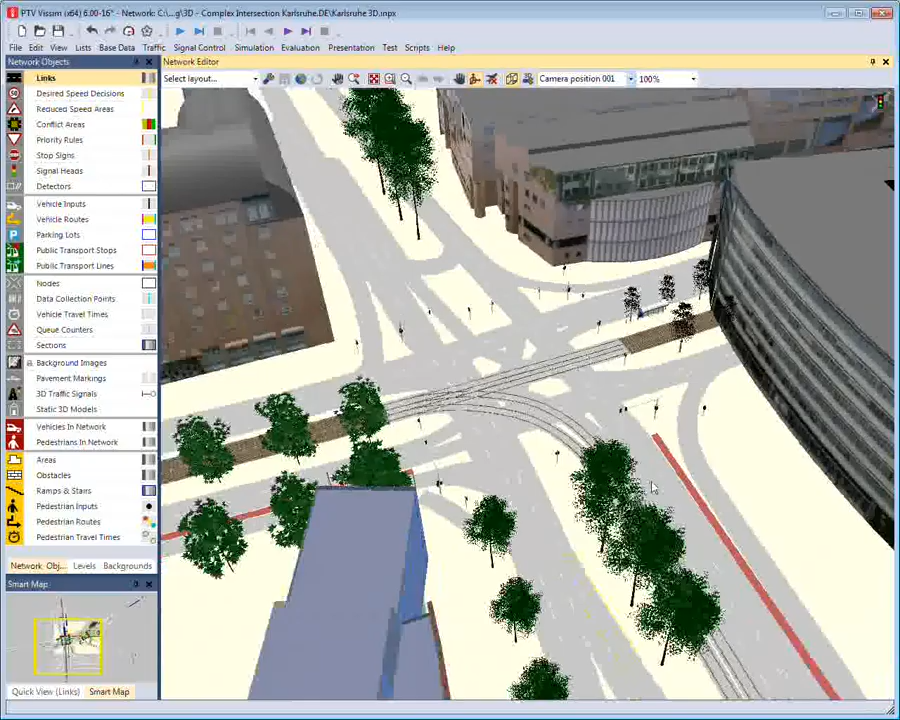 PTV Vissim (x64) 6.00-16* - Network: C:\...g\3D - Complex Intersection Karlsruhe.DE\Karlsruhe 3D.inpx
File Edit View Lists Base Data Traffic Signal Control Simulation Evaluation Presentation Test Scripts Help
Network Objects
Network Editor
Select layout...
Camera position 001
100%
Links
Desired Speed Decisions
Reduced Speed Areas
Conflict Areas
Priority Rules
Stop Signs
Signal Heads
Detectors
Vehicle Inputs
Vehicle Routes
Parking Lots
Public Transport Stops
Public Transport Lines
Nodes
Data Collection Points
Vehicle Travel Times
Queue Counters
Sections
Background Images
Pavement Markings
3D Traffic Signals
Static 3D Models
Vehicles In Network
Pedestrians In Network
Areas
Obstacles
Ramps & Stairs
Pedestrian Inputs
Pedestrian Routes
Pedestrian Travel Times
Network Obj... Levels Backgrounds
Smart Map
Quick View (Links) Smart Map